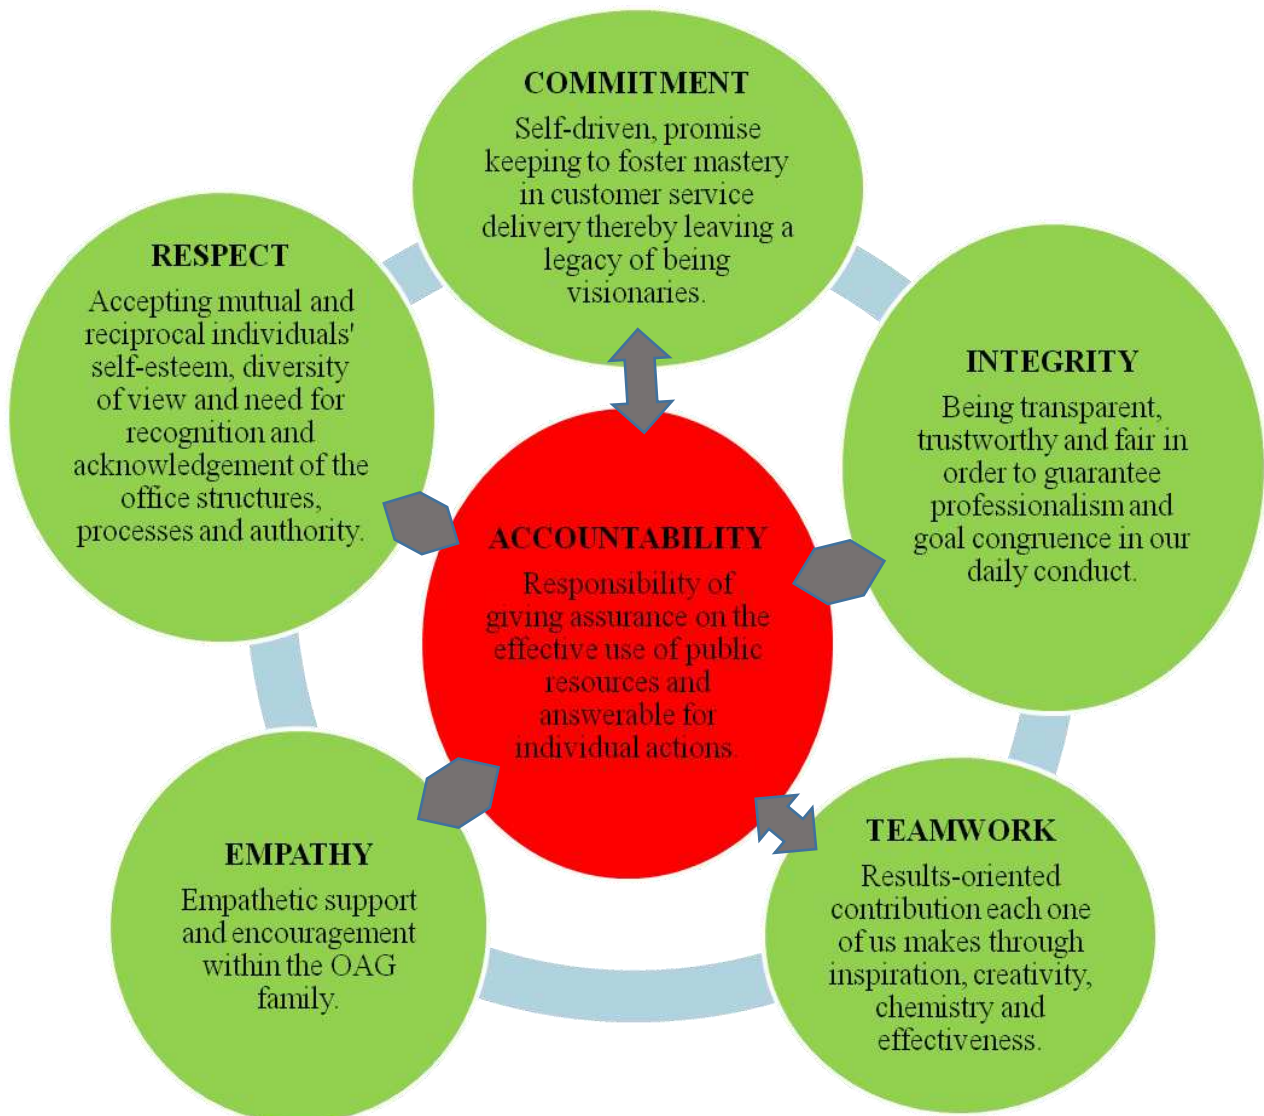 COMMITMENT
Self-driven, promise
keeping to foster mastery
in customer service
delivery thereby leaving a
legacy of being
visionaries.
RESPECT
Accepting mutual and
reciprocal individuals'
self-esteem, diversity
of view and need for
recognition and
acknowledgement of the
office structures,
processes and authority.
INTEGRITY
Being transparent,
trustworthy and fair in
order to guarantee
professionalism and
goal congruence in our
daily conduct.
ACCOUNTABILITY
Responsibility of
giving assurance on the
effective use of public
resources and
answerable for
individual actions.
EMPATHY
Empathetic support
and encouragement
within the OAG
family.
TEAMWORK
Results-oriented
contribution each one
of us makes through
inspiration, creativity,
chemistry and
effectiveness.